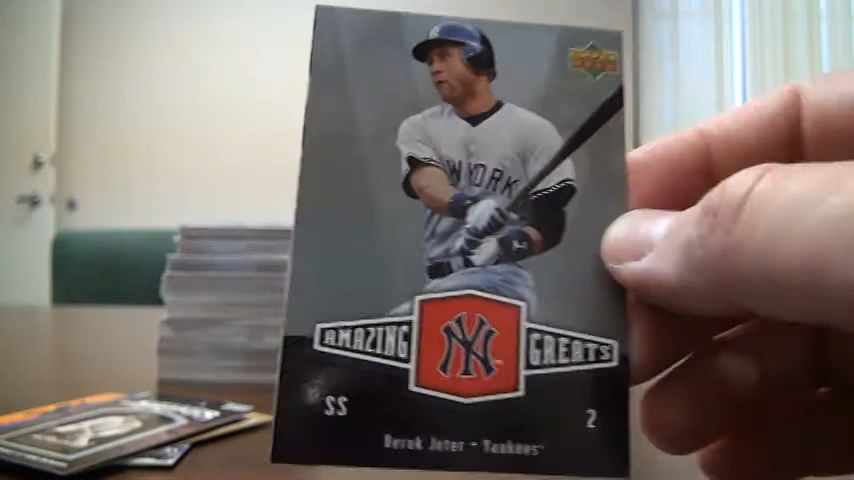 NEW YORK
NY
AMAZING GREATS
SS 2
Derek Jeter - Yankees